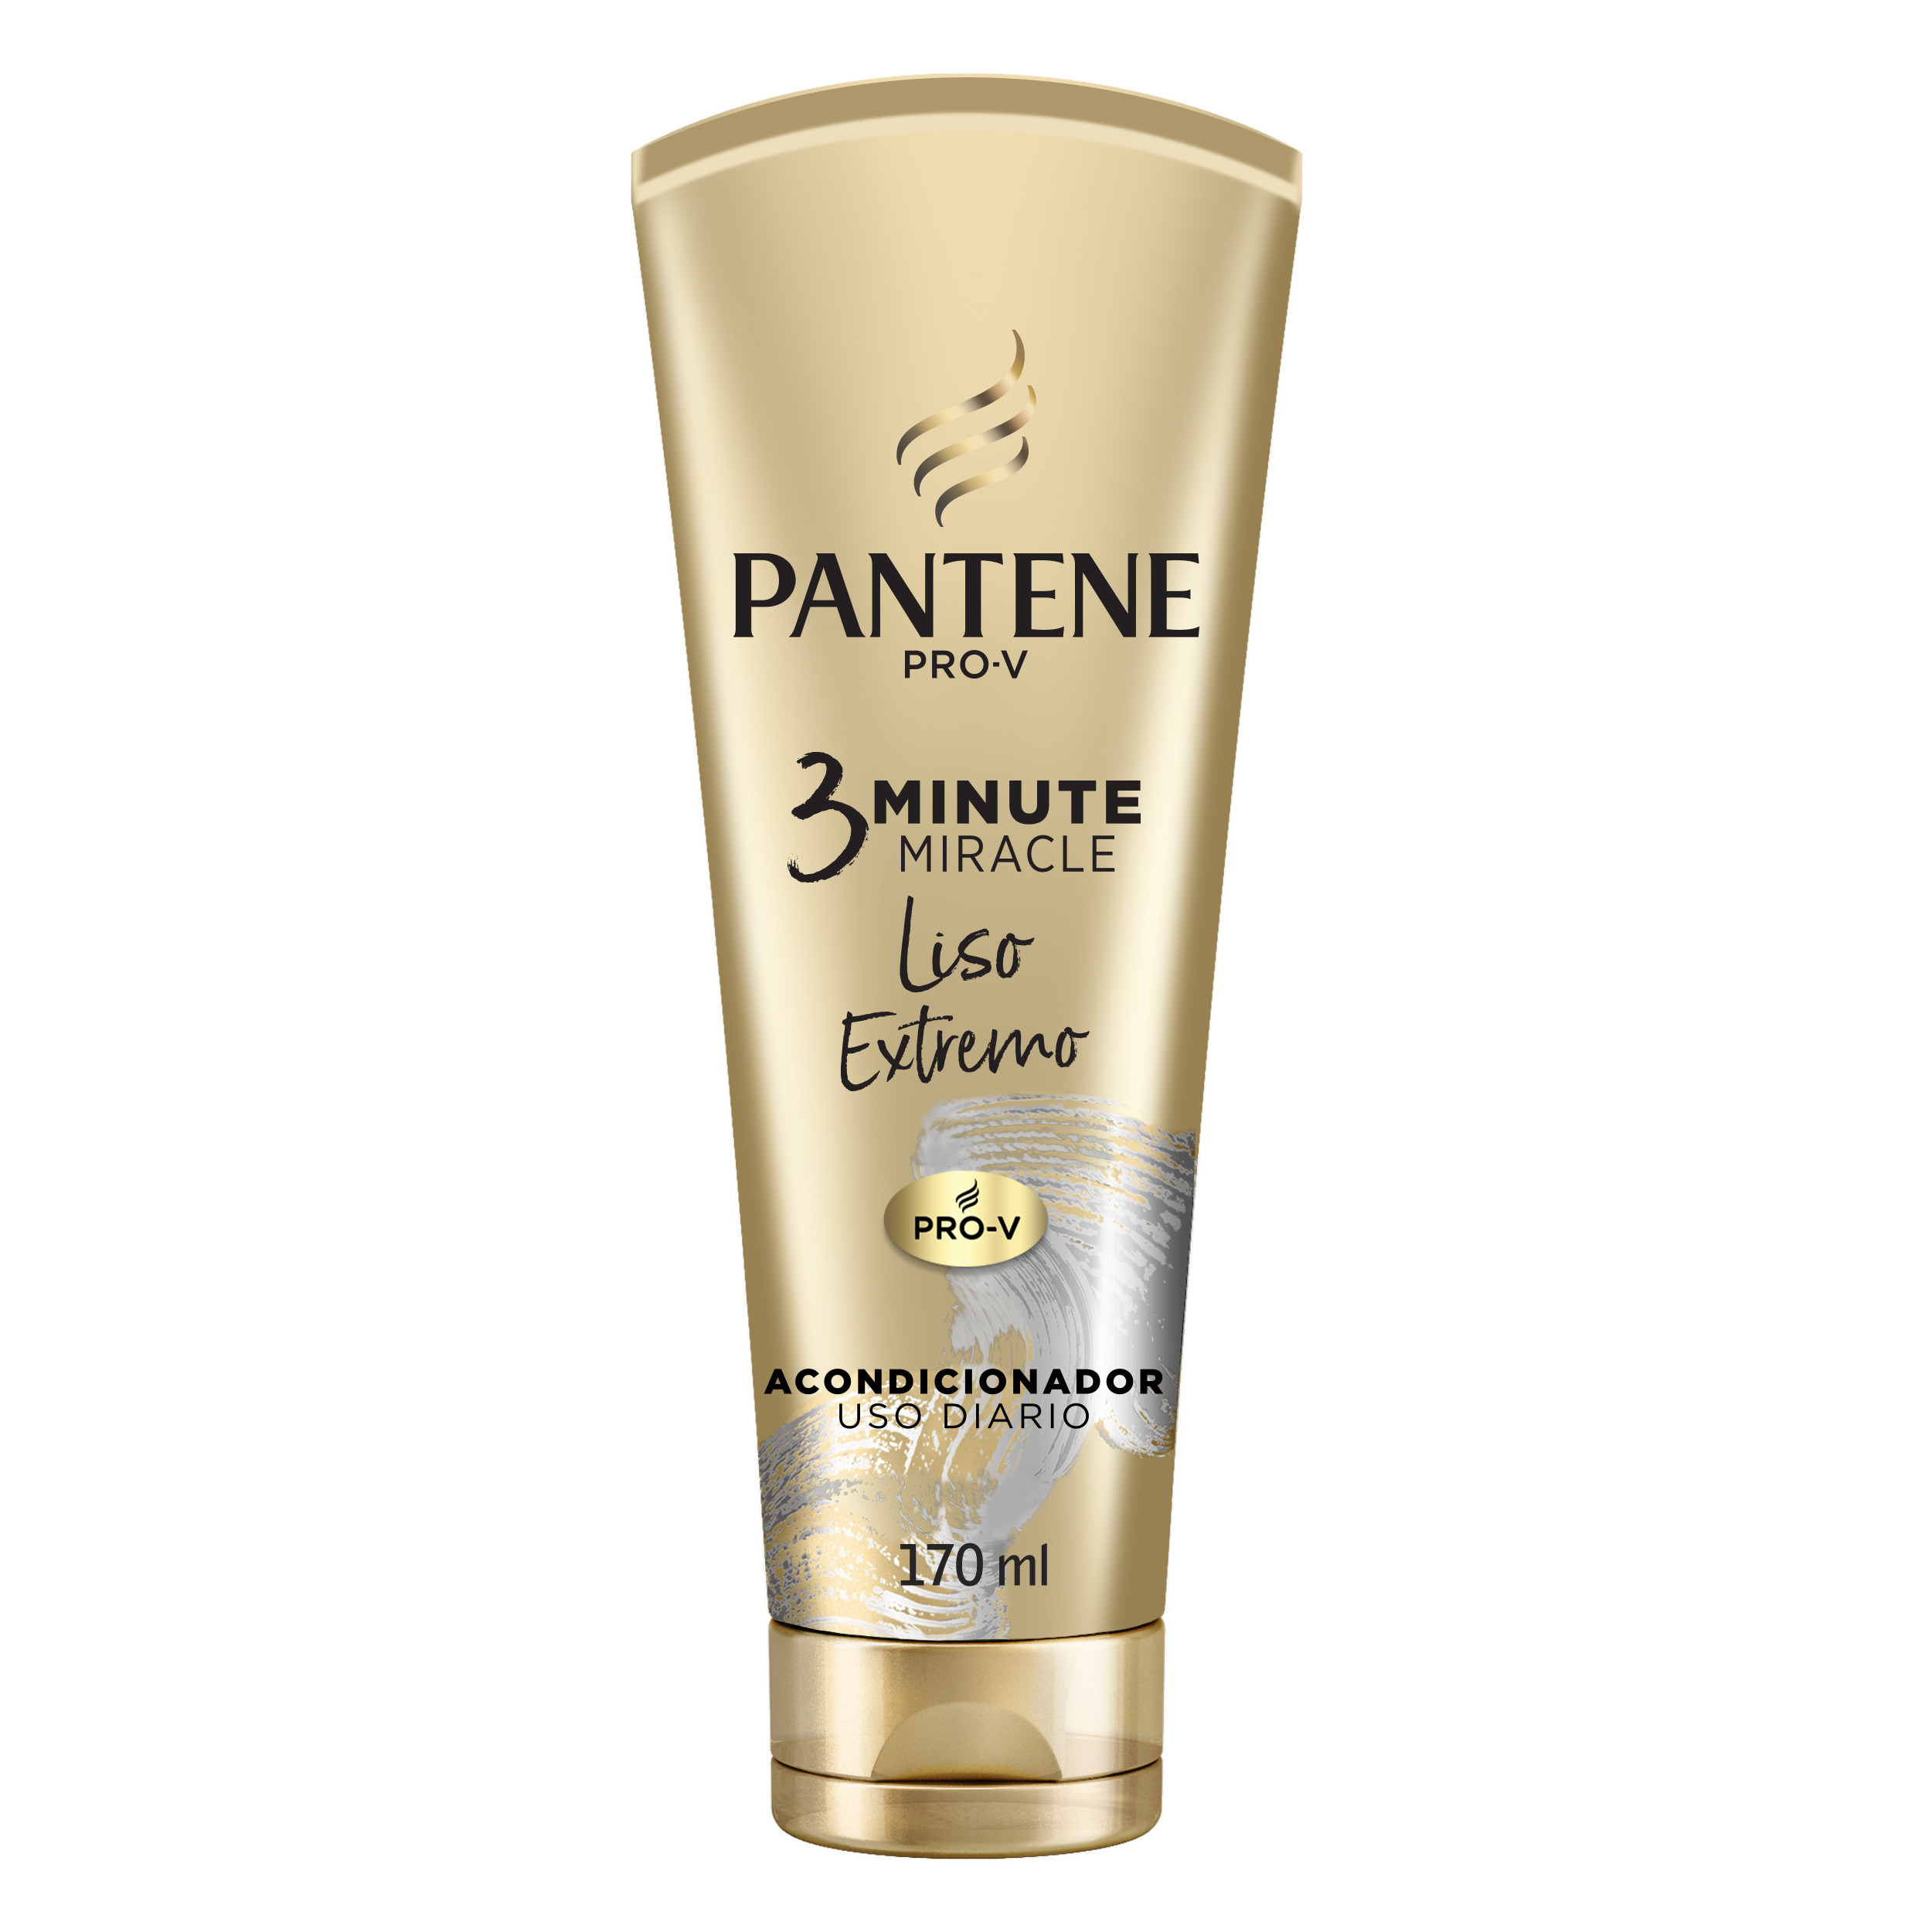 PANTENE
PRO-V
3 MINUTE
MIRACLE
Liso
Extremo
PRO-V
ACONDICIONADOR
USO DIARIO
170 ml